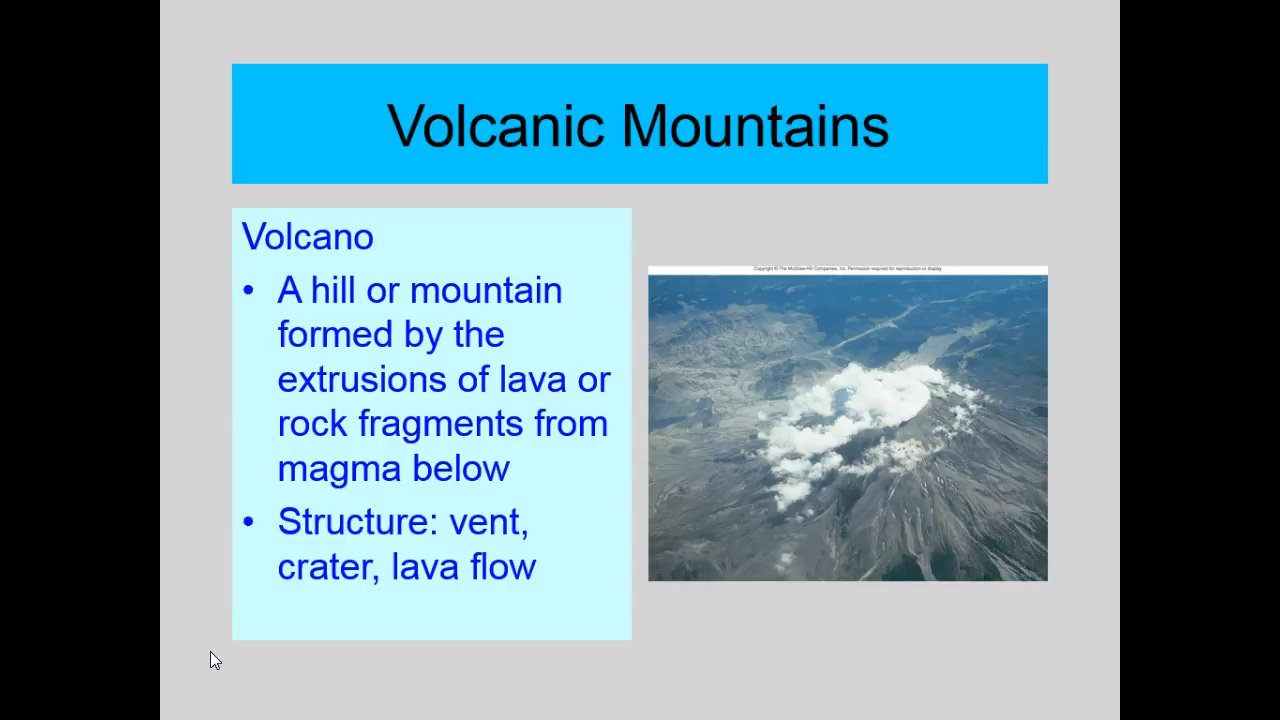 Volcanic Mountains
Volcano
• A hill or mountain
formed by the
extrusions of lava or
rock fragments from
magma below
• Structure: vent,
crater, lava flow
Copyright © The McGraw-Hill Companies, Inc. Permission required for reproduction or display